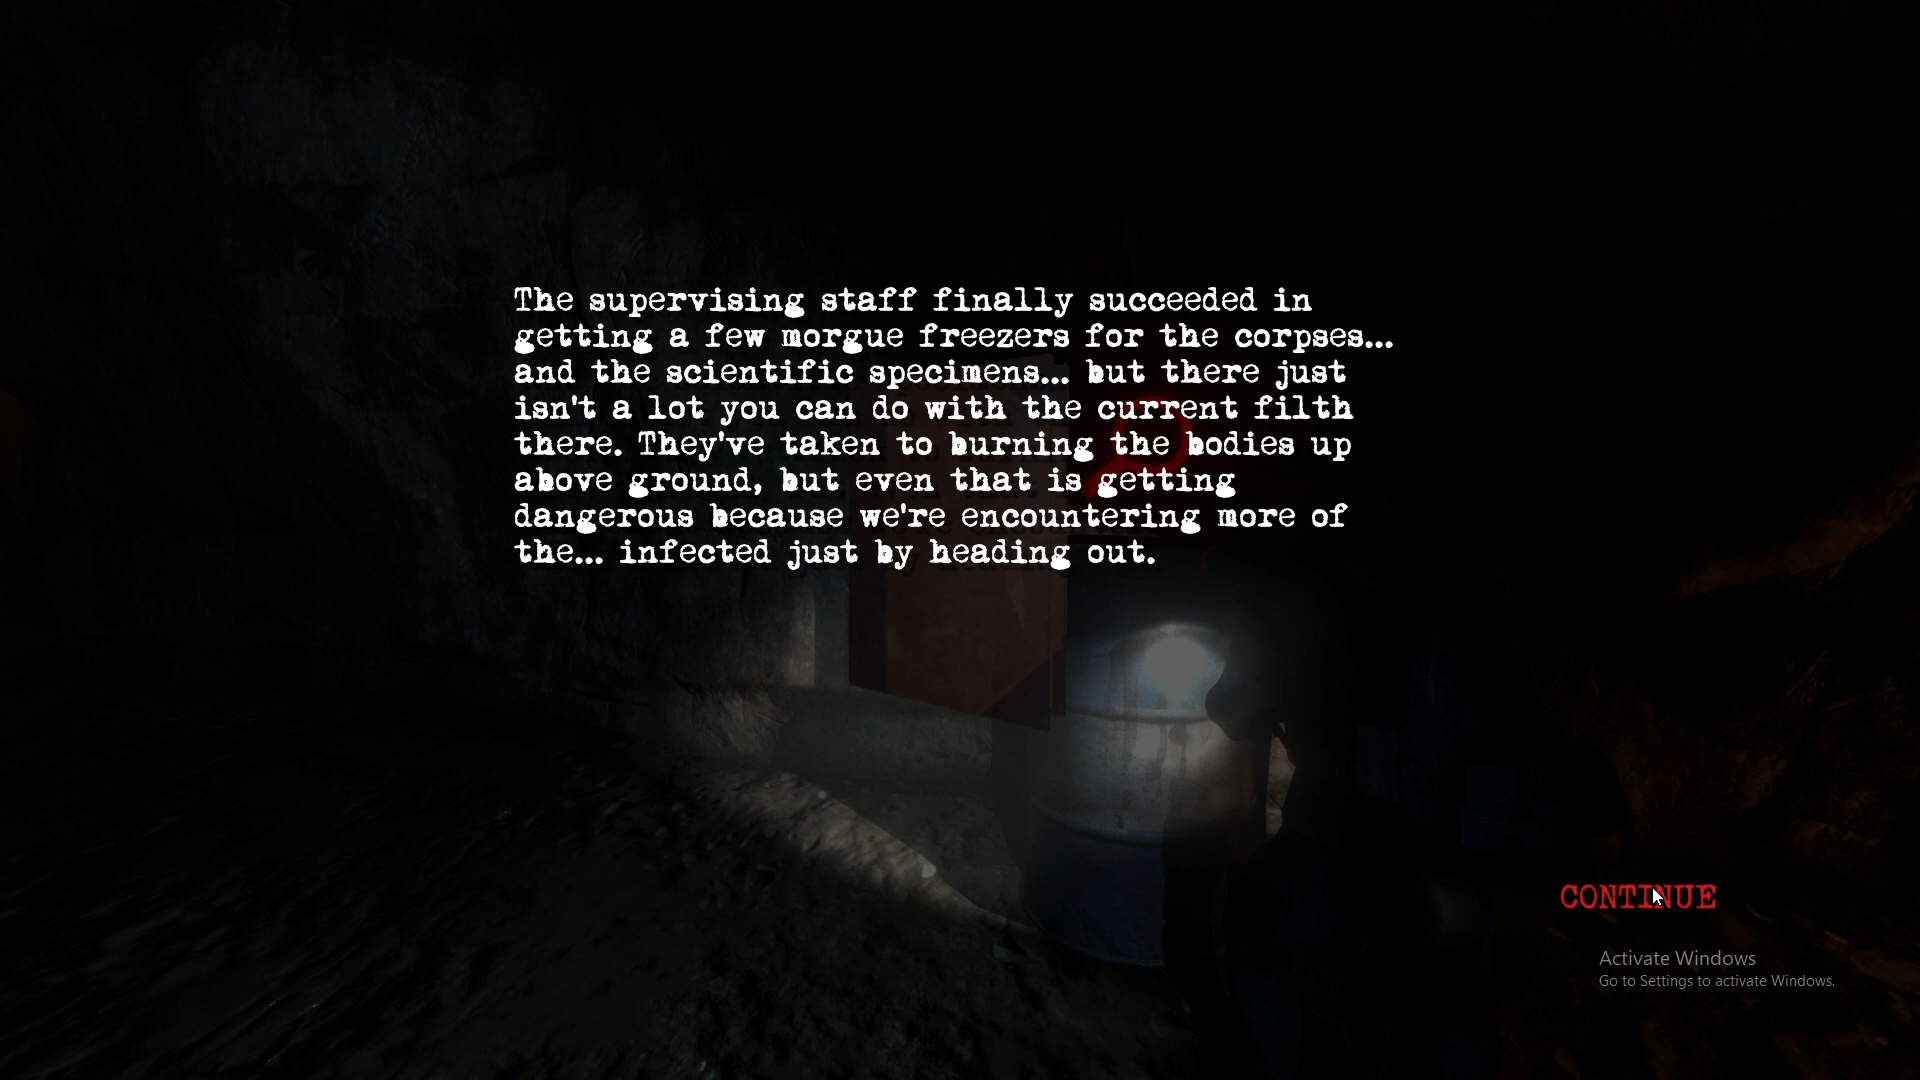 The supervising staff finally succeeded in
getting a few morgue freezers for the corpses...
and the scientific specimens... but there just
isn't a lot you can do with the current filth
there. They've taken to burning the bodies up
above ground, but even that is getting
dangerous because we're encountering more of
the... infected just by heading out.
CONTINUE
Activate Windows
Go to Settings to activate Windows.